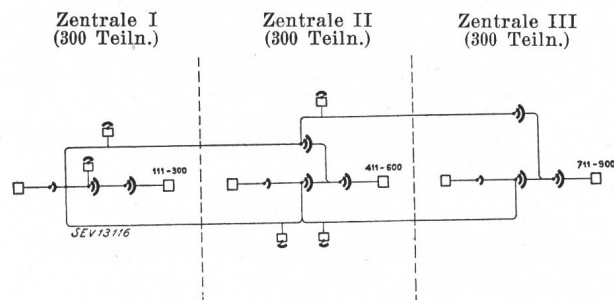 Zentrale I
(300 Teiln.)
Zentrale II
(300 Teiln.)
Zentrale III
(300 Teiln.)
111-300
411-600
711-900
SEV13116